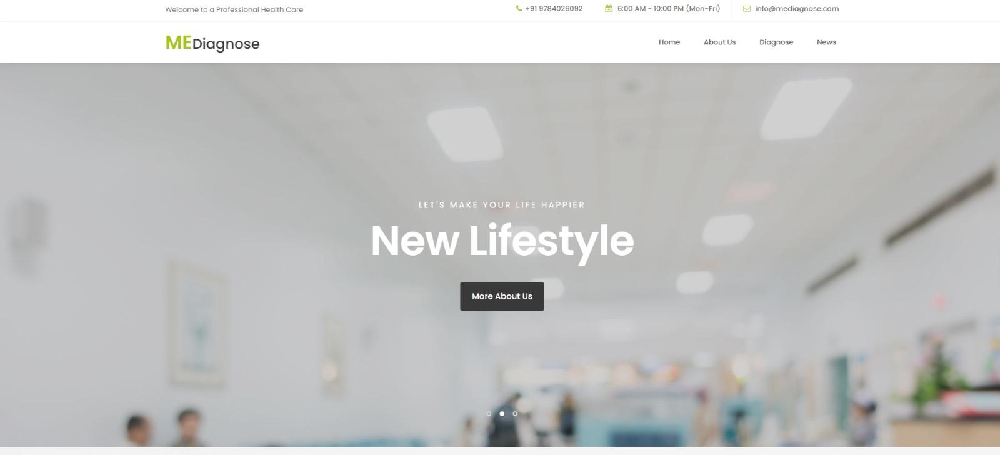 Welcome to a Professional Health Care
+91 9784026092
6:00 AM - 10:00 PM (Mon-Fri)
info@mediagnose.com
MEDiagnose
Home
About Us
Diagnose
News
LET'S MAKE YOUR LIFE HAPPIER
New Lifestyle
More About Us